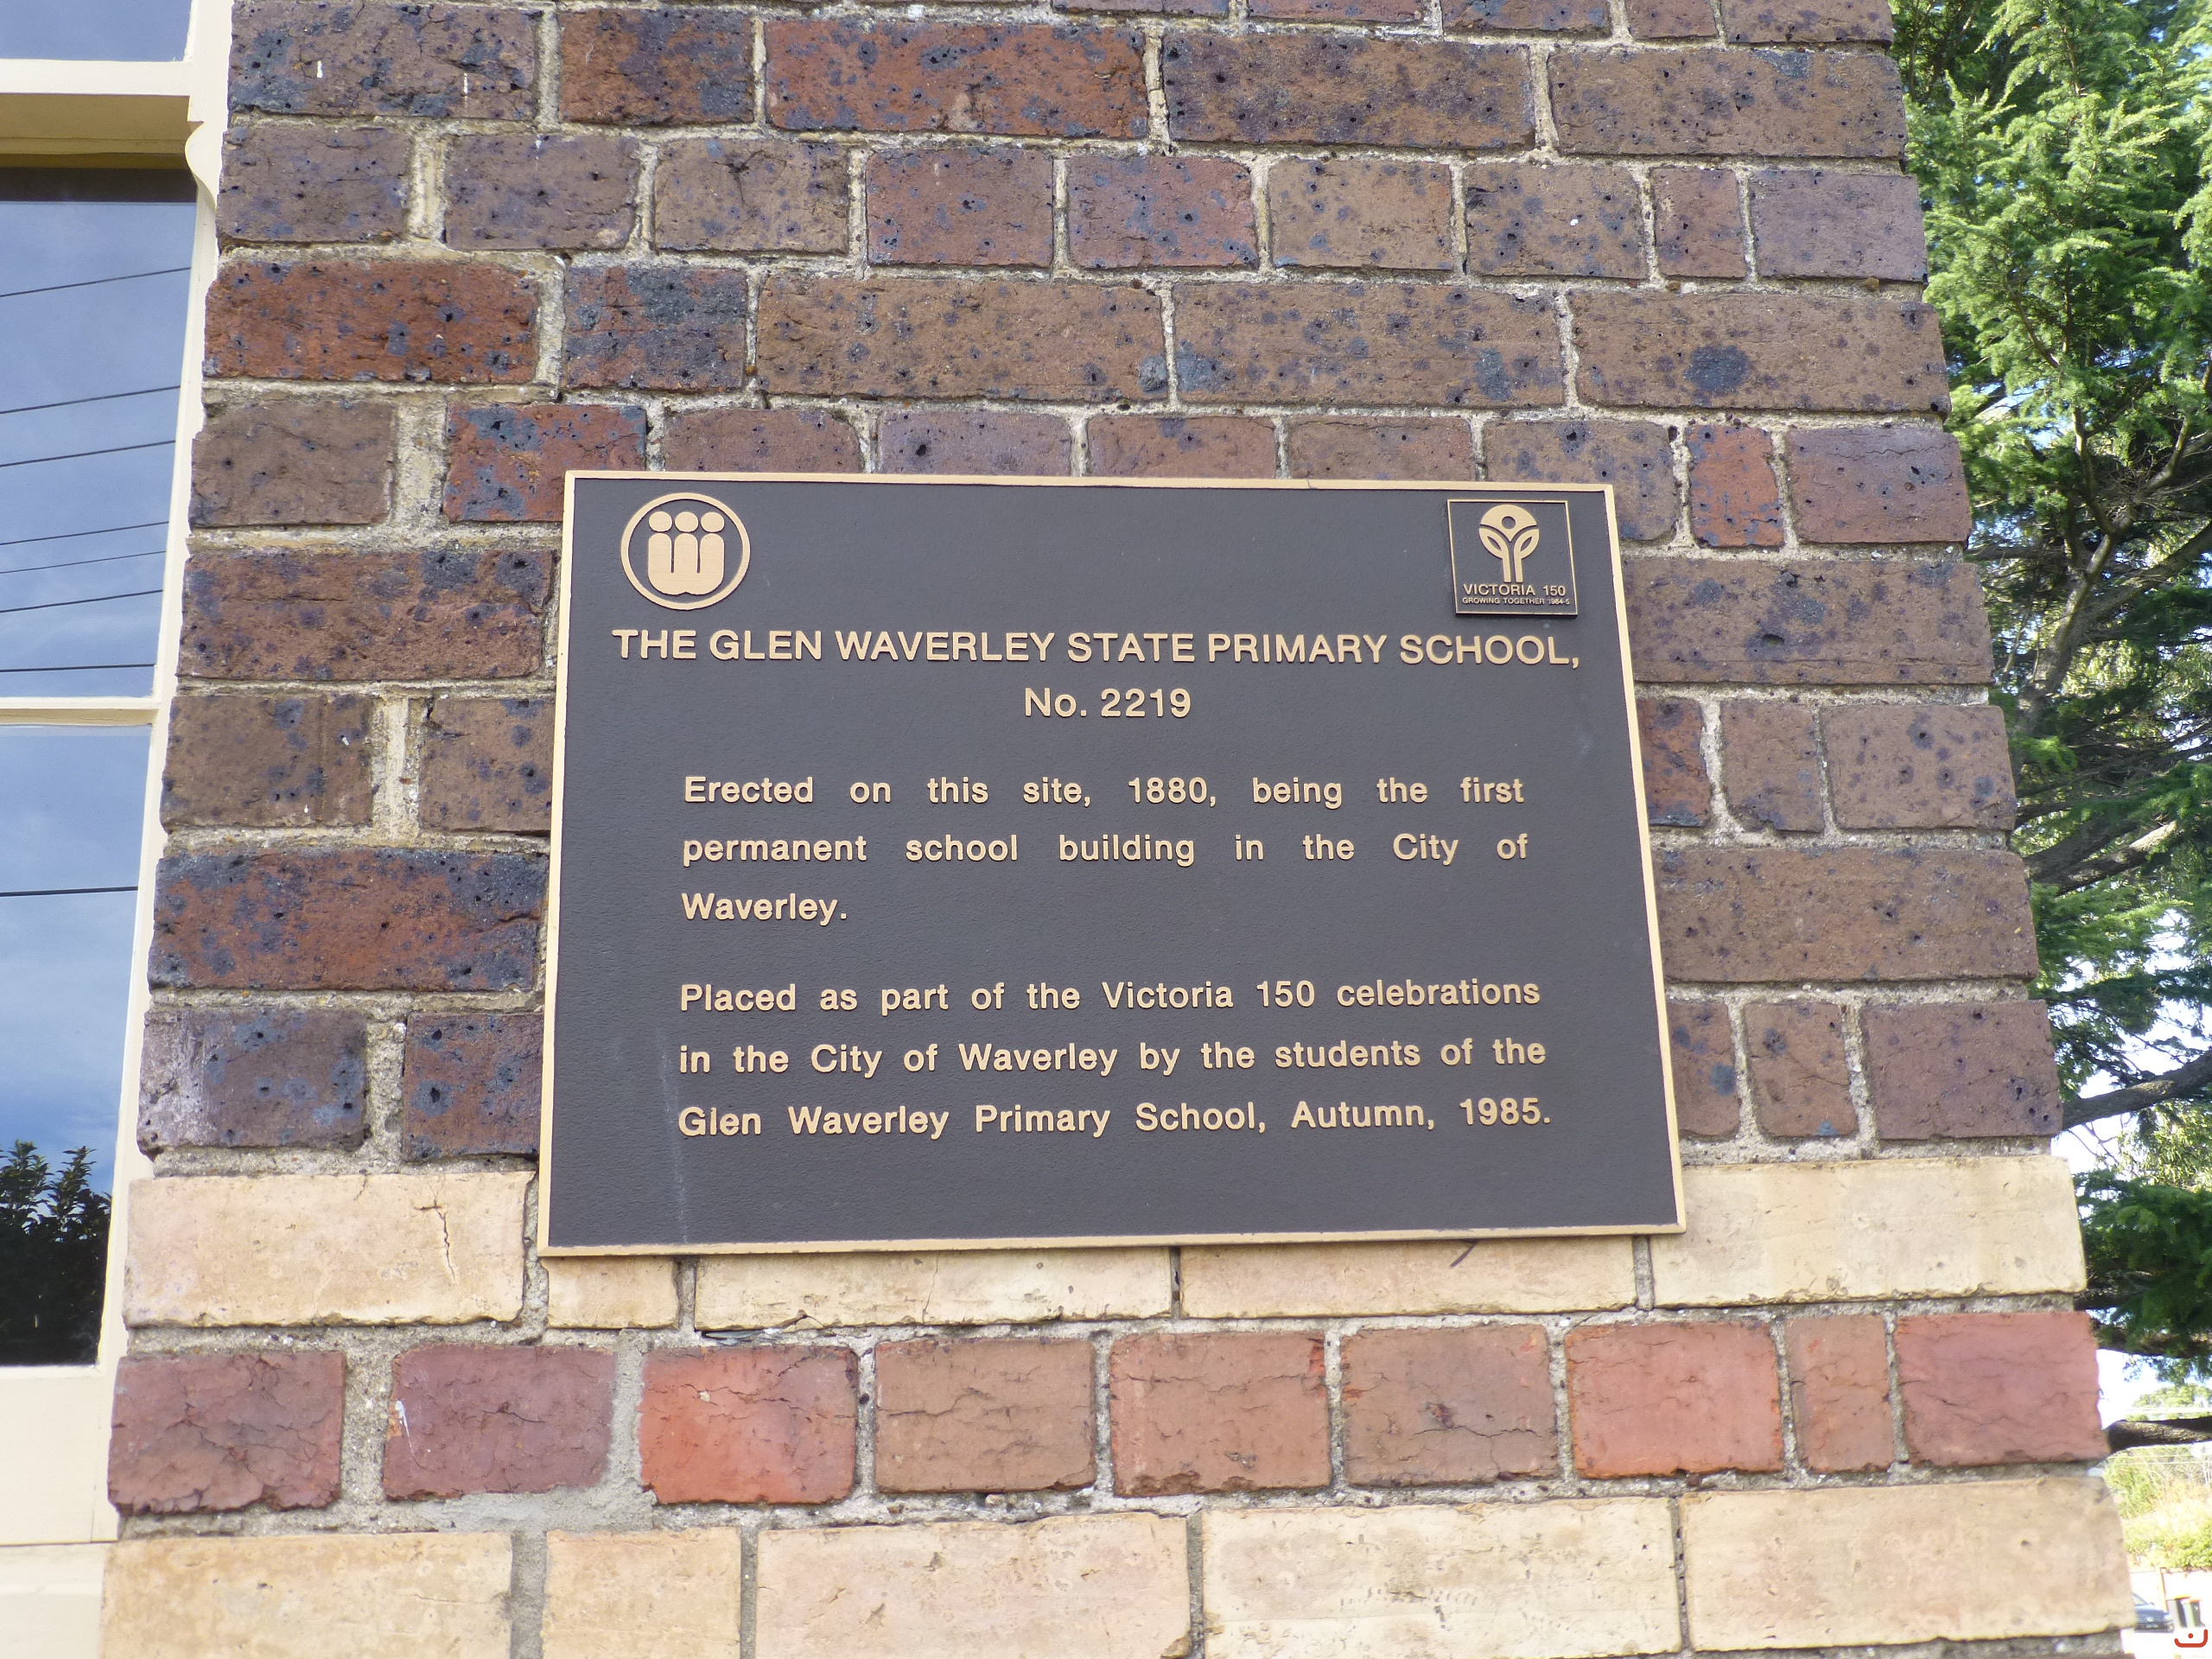 VICTORIA 150
GROWING TOGETHER 1984-5
THE GLEN WAVERLEY STATE PRIMARY SCHOOL,
No. 2219
Erected on this site, 1880, being the first
permanent school building in the City of
Waverley.
Placed as part of the Victoria 150 celebrations
in the City of Waverley by the students of the
Glen Waverley Primary School, Autumn, 1985.